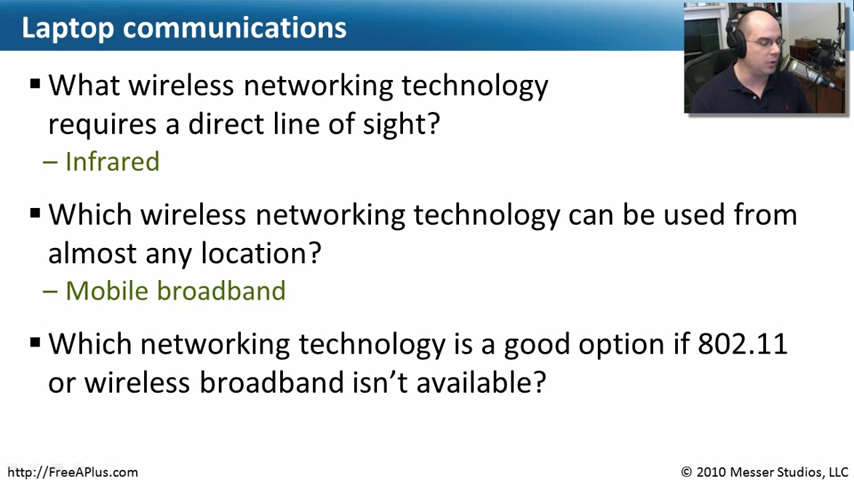 Laptop communications
▪ What wireless networking technology
requires a direct line of sight?
– Infrared
▪ Which wireless networking technology can be used from
almost any location?
– Mobile broadband
▪ Which networking technology is a good option if 802.11
or wireless broadband isn’t available?
http://FreeAPlus.com
© 2010 Messer Studios, LLC